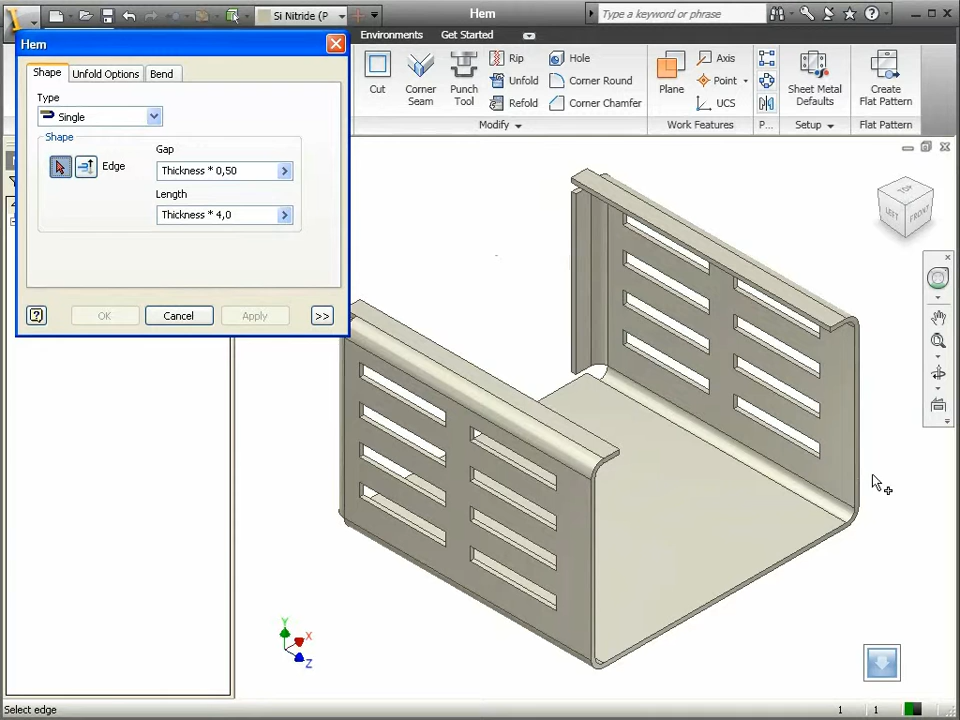 Si Nitride (P
Hem
Type a keyword or phrase
Environments
Get Started
Hem
Shape
Unfold Options
Bend
Type
Single
Shape
Edge
Gap
Thickness * 0,50
Length
Thickness * 4,0
OK
Cancel
Apply
>>
Cut
Corner Seam
Punch Tool
Rip
Unfold
Refold
Hole
Corner Round
Corner Chamfer
Modify
Plane
Axis
Point
UCS
Work Features
P...
Sheet Metal Defaults
Setup
Create Flat Pattern
Flat Pattern
TOP
LEFT
FRONT
Y
X
Z
Select edge
1
1